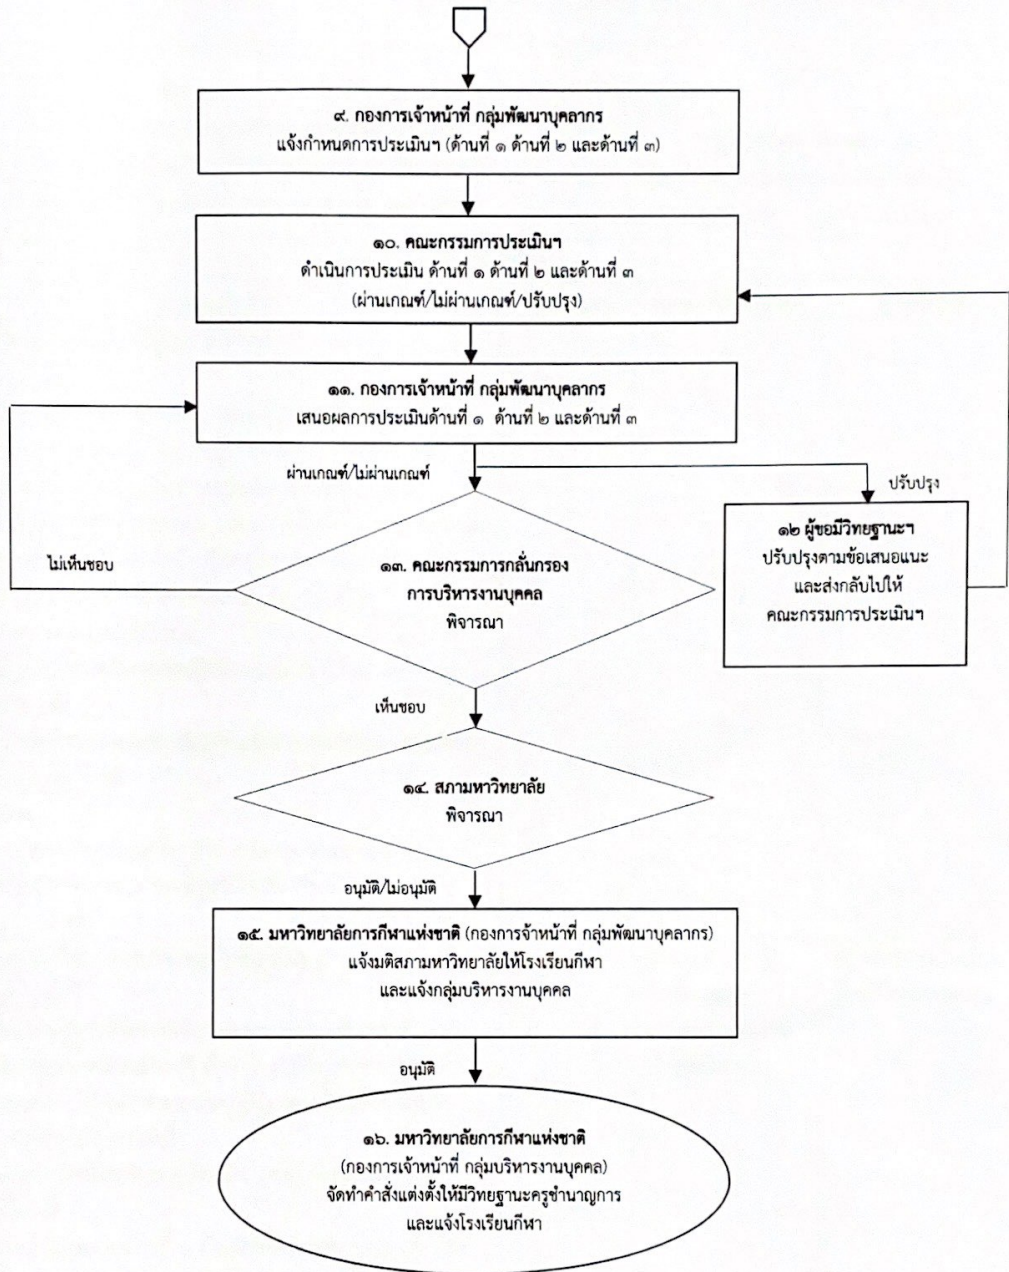 ๙. กองการเจ้าหน้าที่ กลุ่มพัฒนาบุคลากร
แจ้งกำหนดการประเมินฯ (ด้านที่ ๑ ด้านที่ ๒ และด้านที่ ๓)
๑๐. คณะกรรมการประเมินฯ
ดำเนินการประเมิน ด้านที่ ๑ ด้านที่ ๒ และด้านที่ ๓
(ผ่านเกณฑ์/ไม่ผ่านเกณฑ์/ปรับปรุง)
๑๑. กองการเจ้าหน้าที่ กลุ่มพัฒนาบุคลากร
เสนอผลการประเมินด้านที่ ๑ ด้านที่ ๒ และด้านที่ ๓
ผ่านเกณฑ์/ไม่ผ่านเกณฑ์
ปรับปรุง
๑๒ ผู้ขอมีวิทยฐานะฯ
ปรับปรุงตามข้อเสนอแนะ
และส่งกลับไปให้
คณะกรรมการประเมินฯ
ไม่เห็นชอบ
๑๓. คณะกรรมการกลั่นกรอง
การบริหารงานบุคคล
พิจารณา
เห็นชอบ
๑๔. สภามหาวิทยาลัย
พิจารณา
อนุมัติ/ไม่อนุมัติ
๑๕. มหาวิทยาลัยการกีฬาแห่งชาติ (กองการจ้าหน้าที่ กลุ่มพัฒนาบุคลากร)
แจ้งมติสภามหาวิทยาลัยให้โรงเรียนกีฬา
และแจ้งกลุ่มบริหารงานบุคคล
อนุมัติ
๑๖. มหาวิทยาลัยการกีฬาแห่งชาติ
(กองการเจ้าหน้าที่ กลุ่มบริหารงานบุคคล)
จัดทำคำสั่งแต่งตั้งให้มีวิทยฐานะครูชำนาญการ
และแจ้งโรงเรียนกีฬา